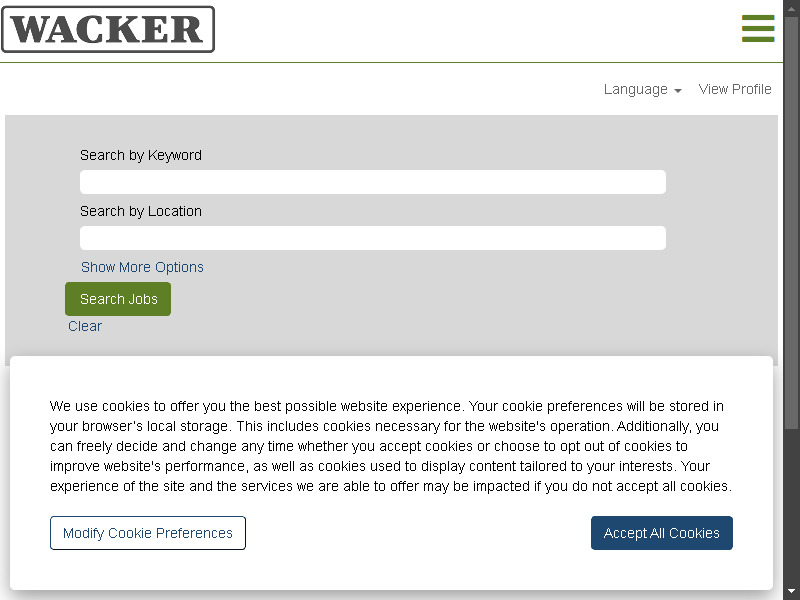 WACKER
Language
View Profile
Search by Keyword
Search by Location
Show More Options
Search Jobs
Clear
We use cookies to offer you the best possible website experience. Your cookie preferences will be stored in
your browser's local storage. This includes cookies necessary for the website's operation. Additionally, you
can freely decide and change any time whether you accept cookies or choose to opt out of cookies to
improve website's performance, as well as cookies used to display content tailored to your interests. Your
experience of the site and the services we are able to offer may be impacted if you do not accept all cookies.
Modify Cookie Preferences
Accept All Cookies